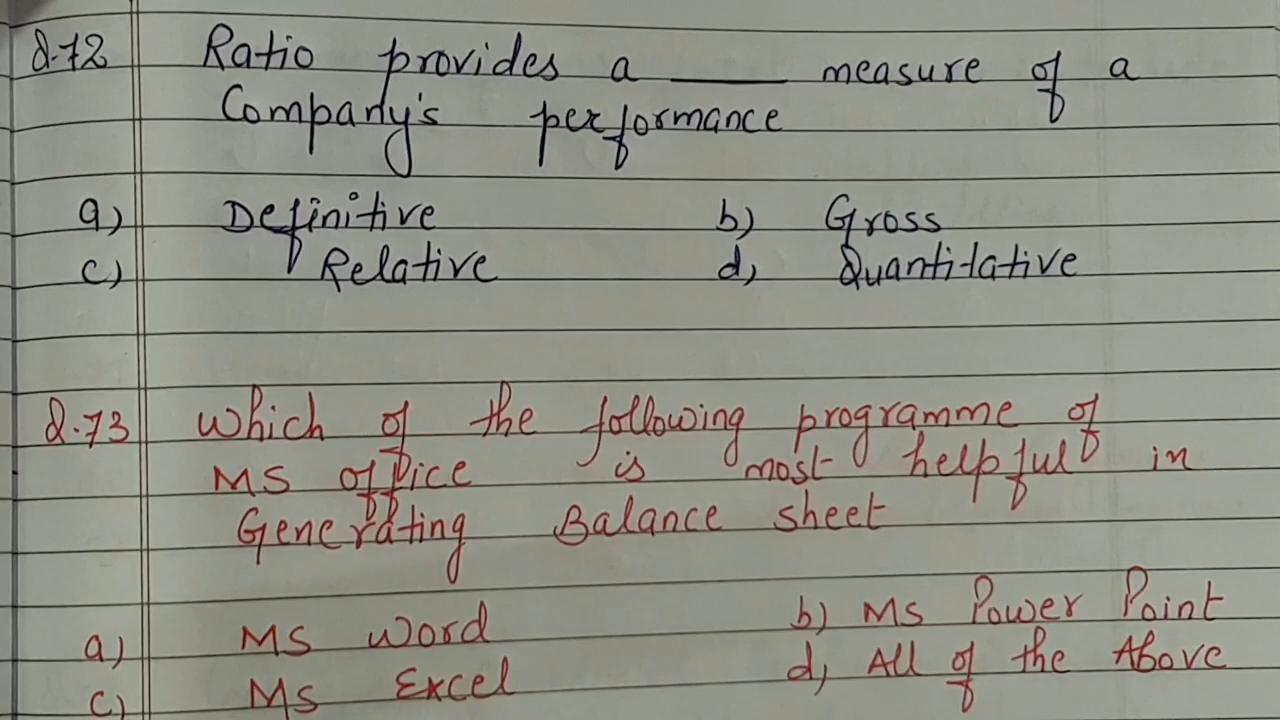 Q.72 Ratio provides a ____ measure of a
Company's performance
a) Definitive b) Gross
c) Relative d) Quantitative
Q.73 Which of the following programme of
MS office is most helpful in
Generating Balance sheet
a) MS Word b) MS Power Point
c) MS Excel d) All of the Above